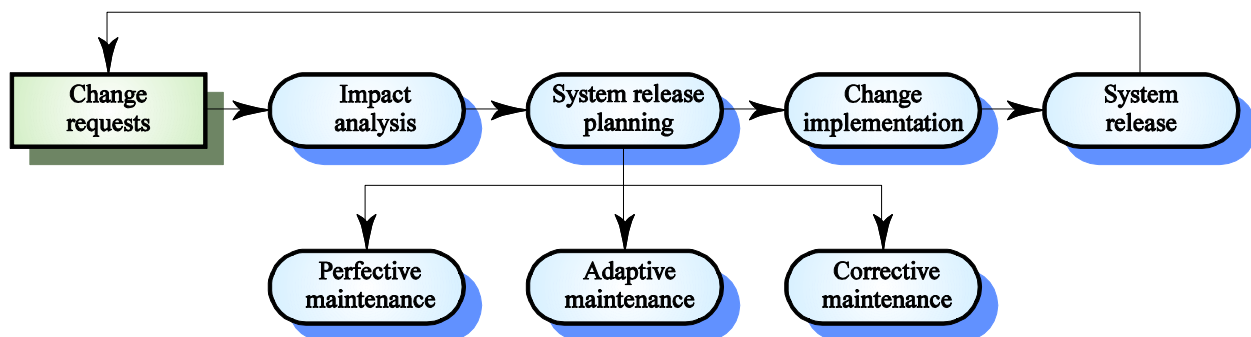 Change
requests
Impact
analysis
System release
planning
Change
implementation
System
release
Perfective
maintenance
Adaptive
maintenance
Corrective
maintenance